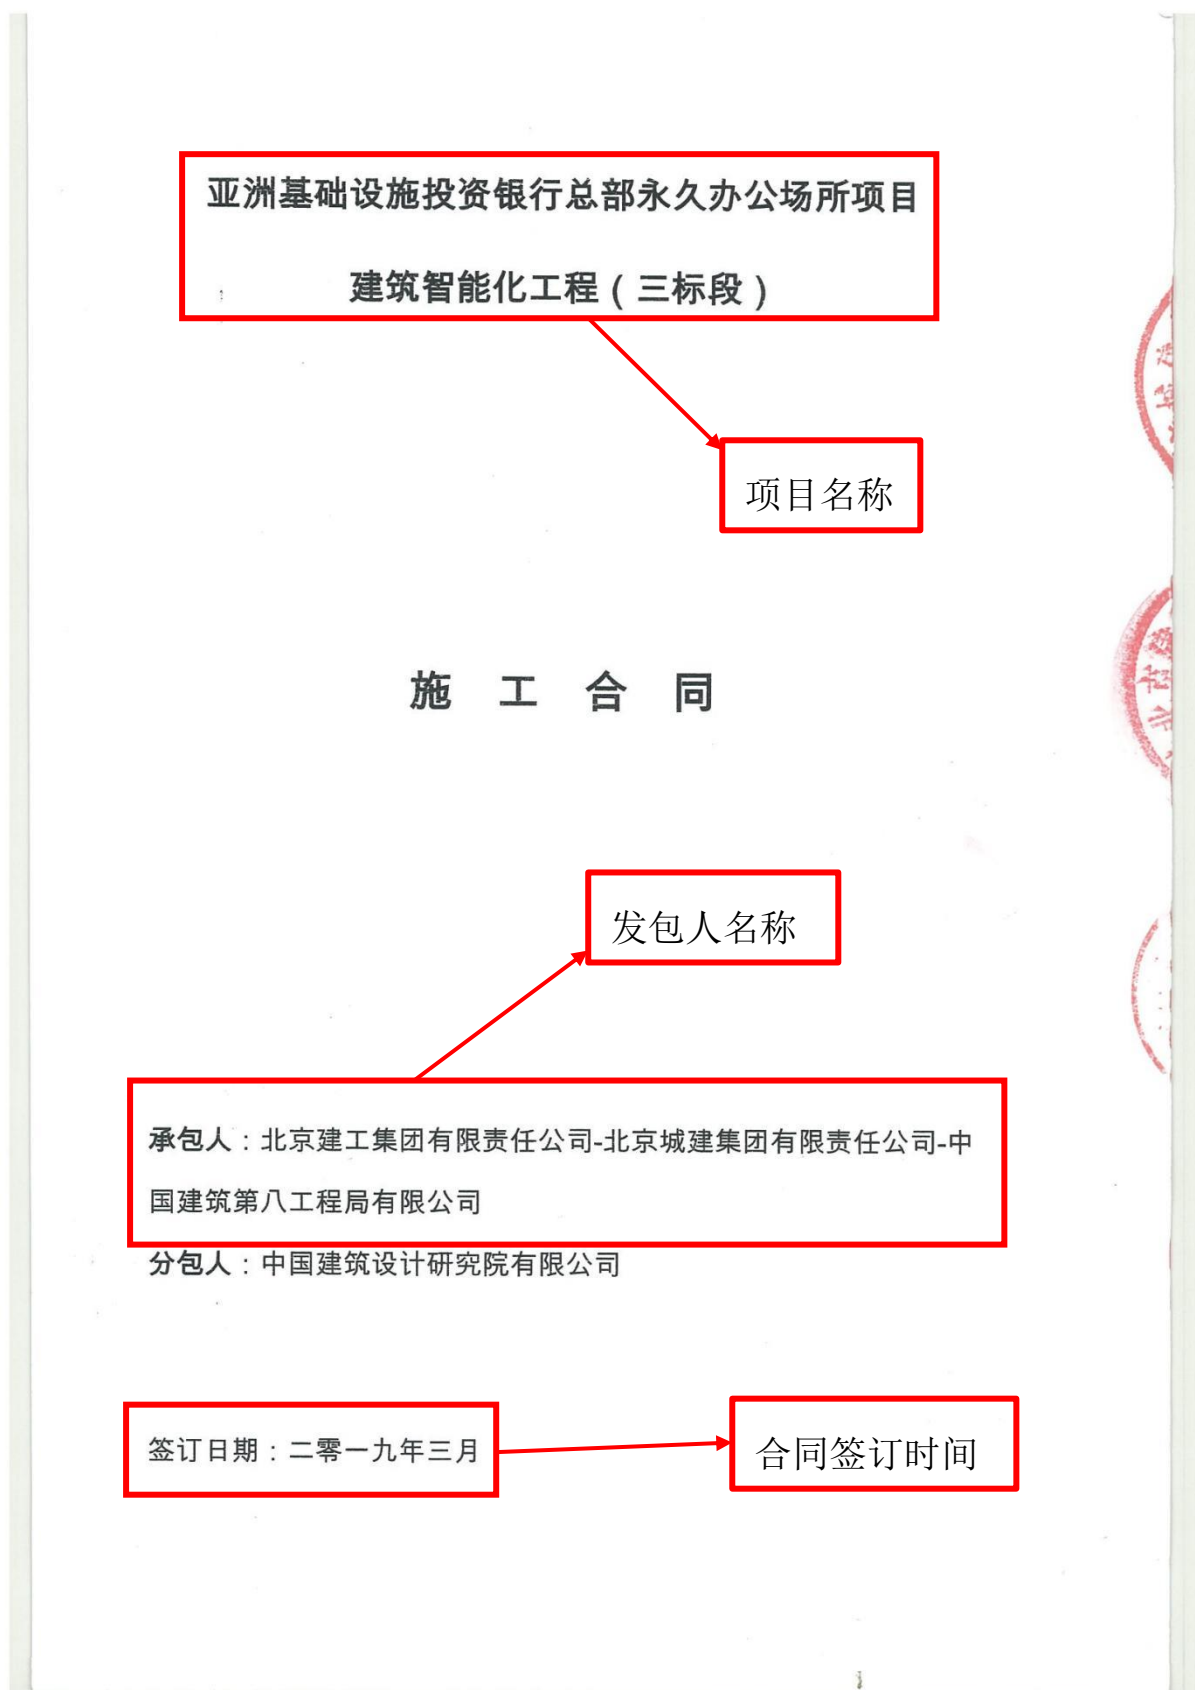 亚洲基础设施投资银行总部永久办公场所项目
建筑智能化工程（三标段）
项目名称
施 工 合 同
发包人名称
承包人：北京建工集团有限责任公司-北京城建集团有限责任公司-中
国建筑第八工程局有限公司
分包人：中国建筑设计研究院有限公司
签订日期：二零一九年三月
合同签订时间